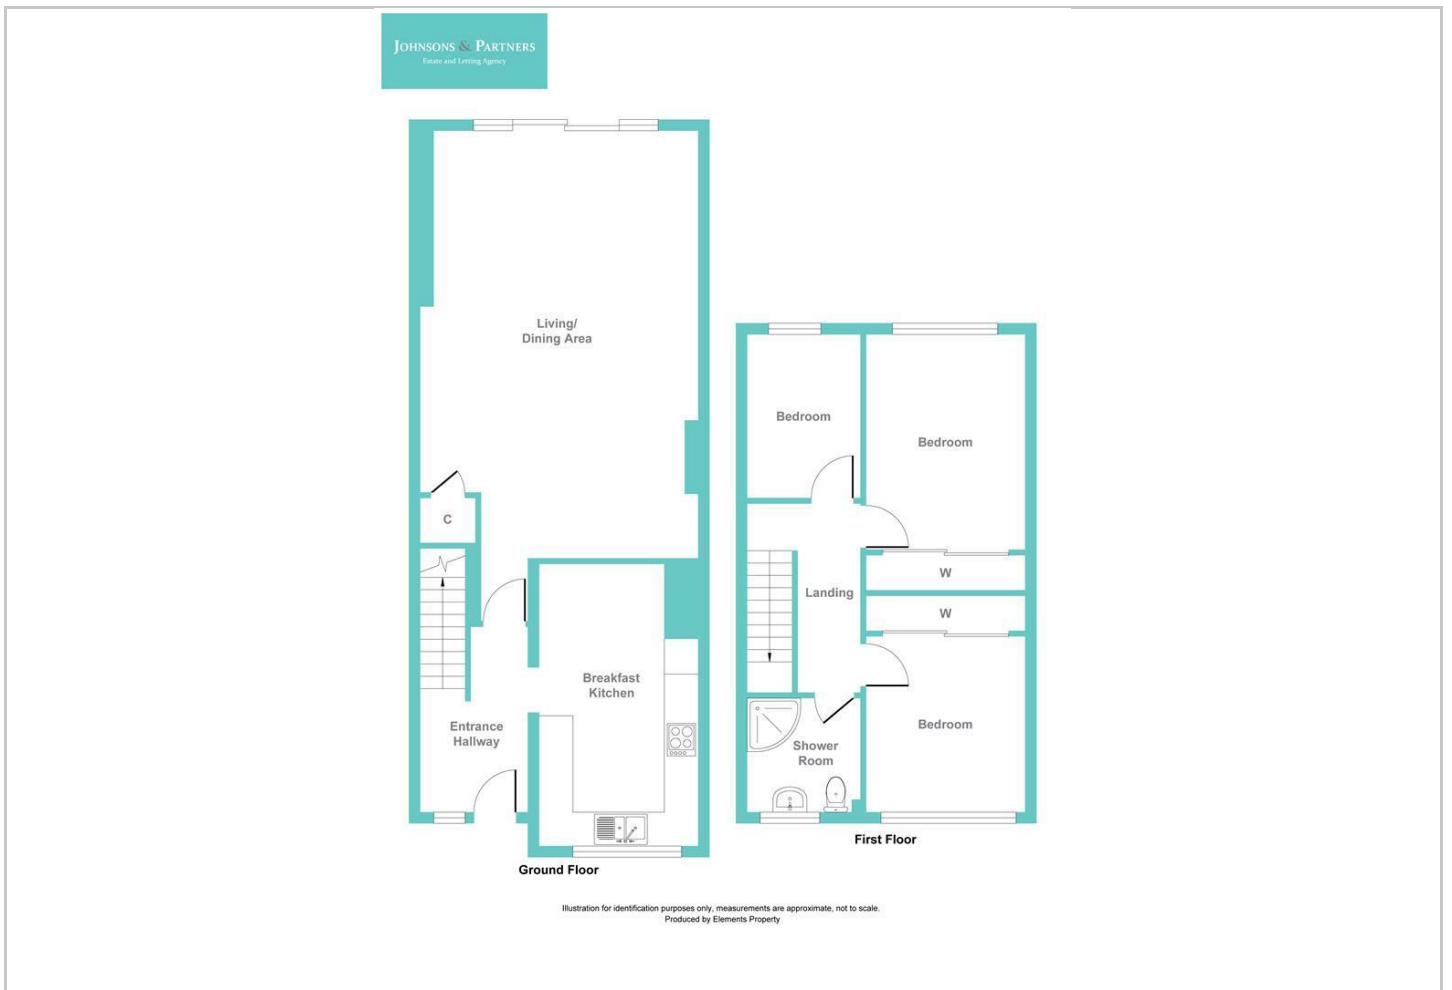 JOHNSONS & PARTNERS
Estate and Letting Agency
Living/
Dining Area
C
Breakfast
Kitchen
Entrance
Hallway
Ground Floor
Bedroom
Bedroom
W
W
Landing
Bedroom
Shower
Room
First Floor
Illustration for identification purposes only, measurements are approximate, not to scale.
Produced by Elements Property